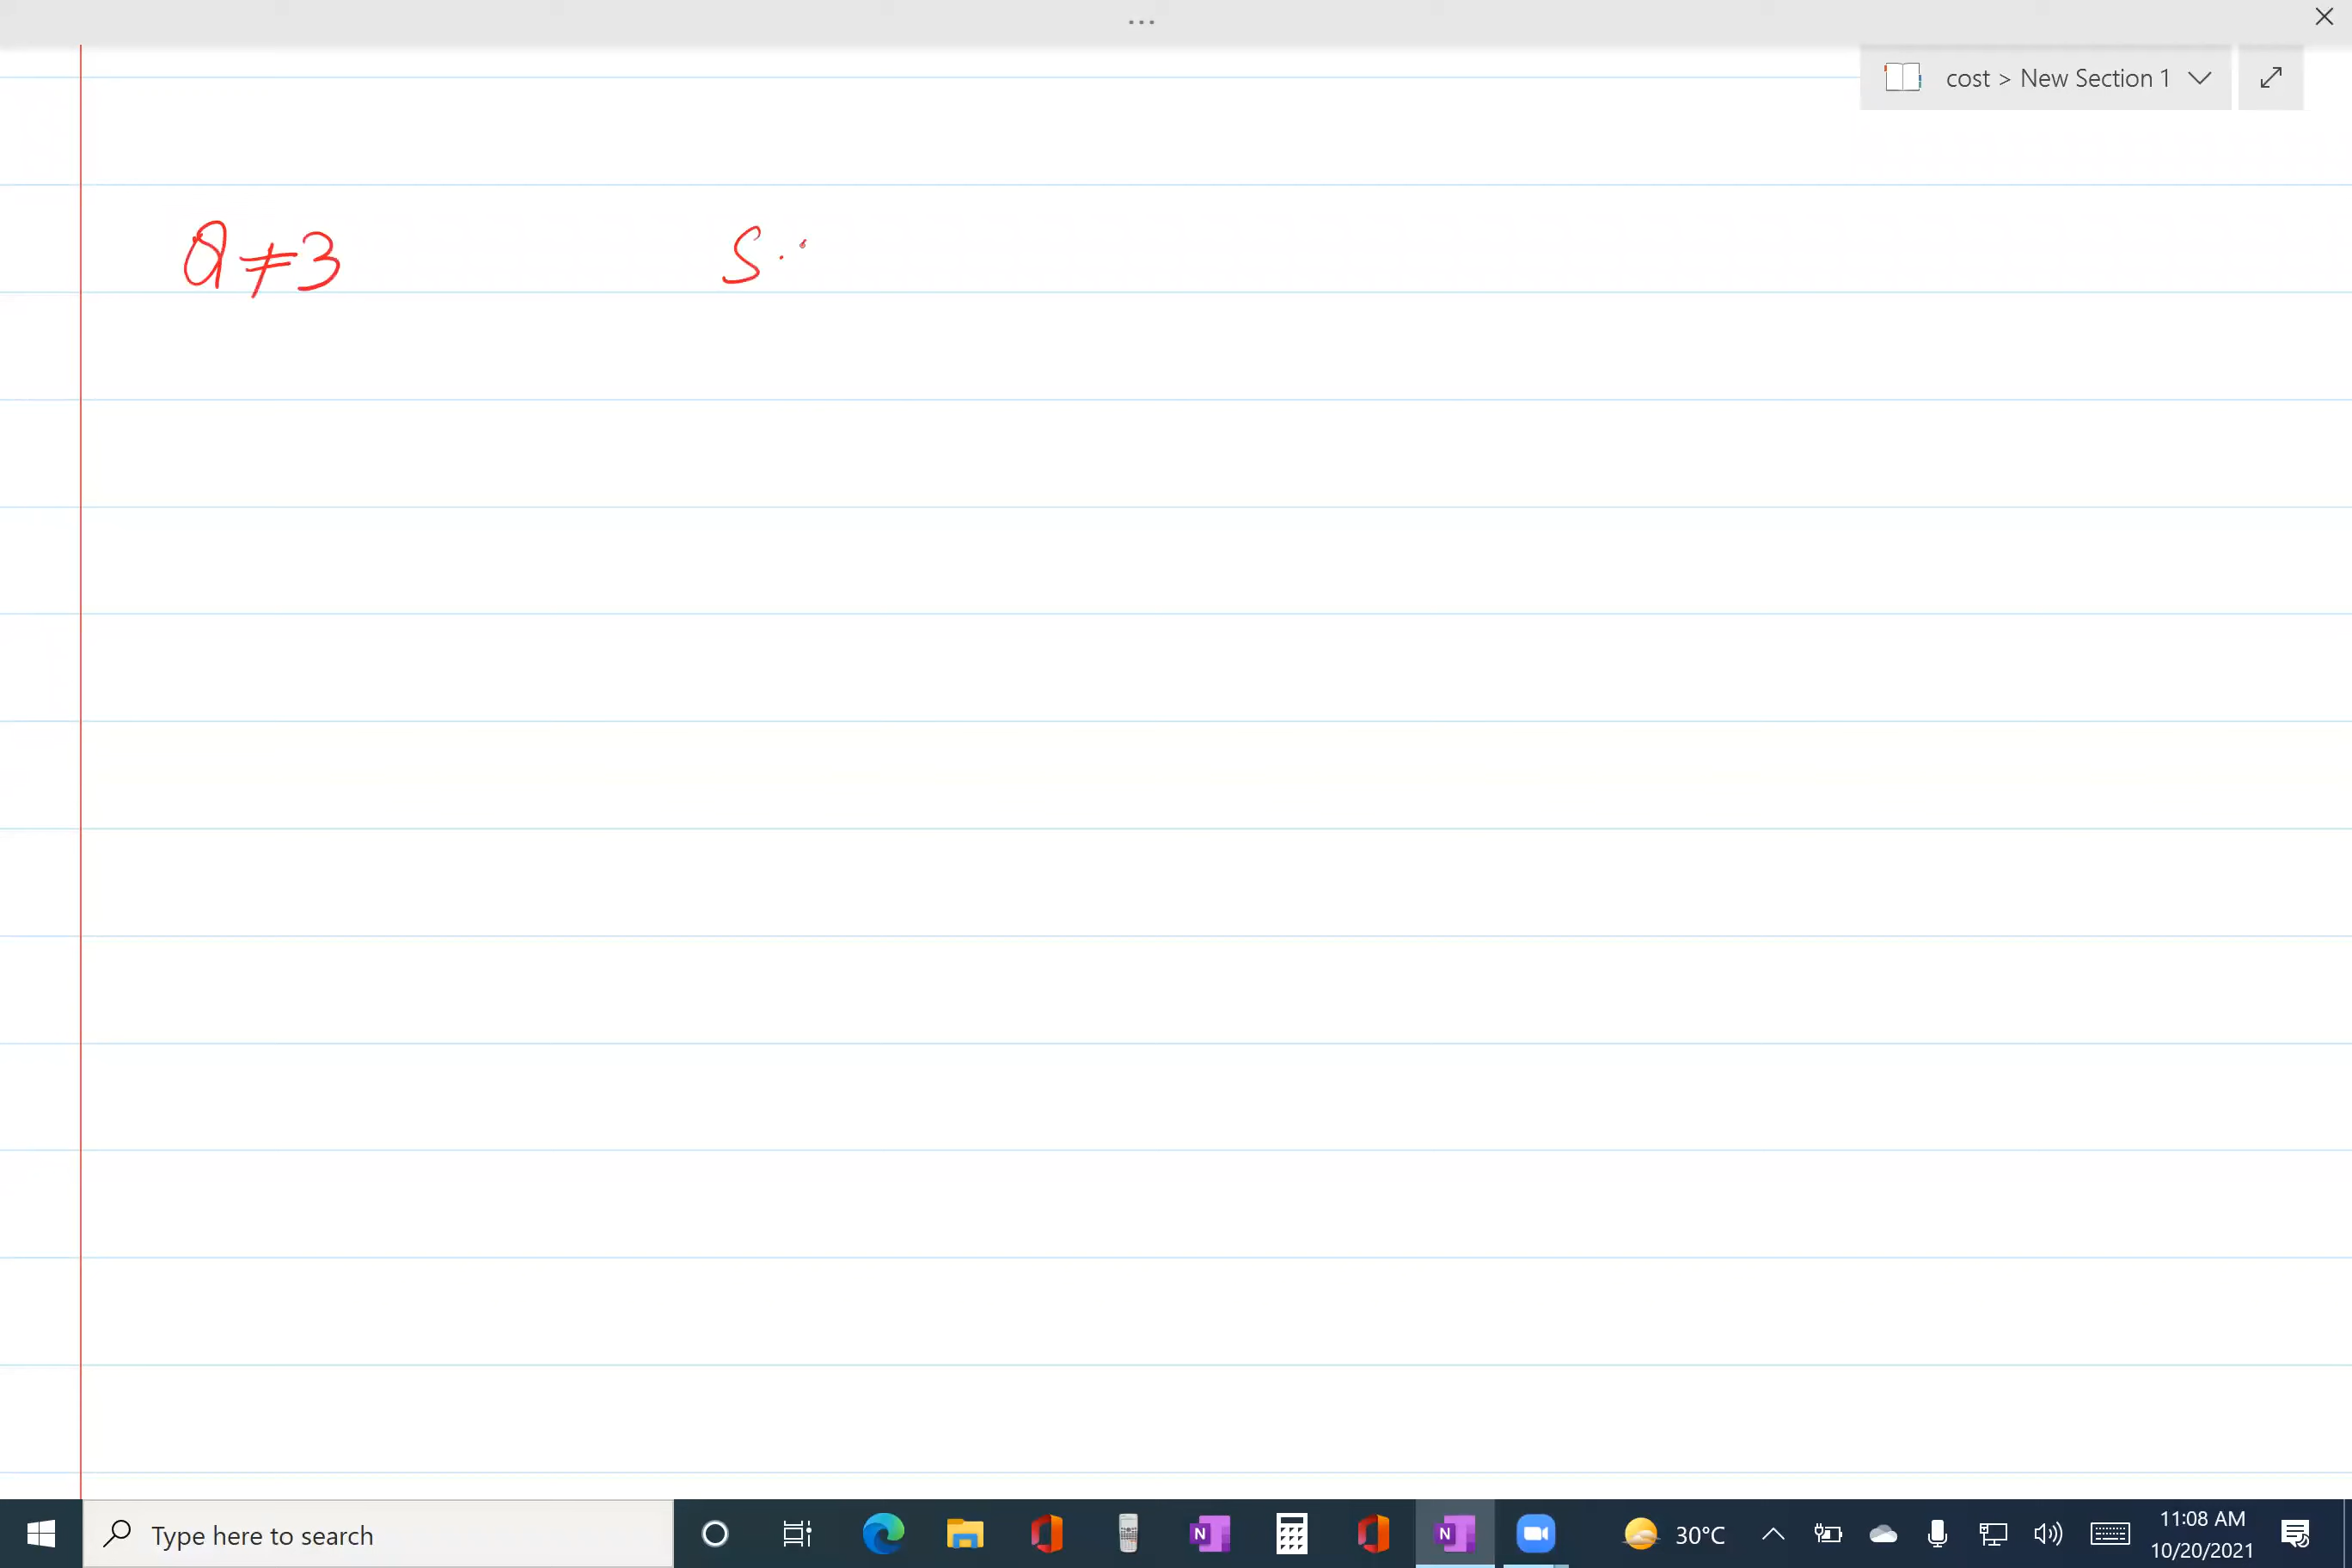 cost > New Section 1
Q≠3 S..
Type here to search
30°C
11:08 AM
10/20/2021